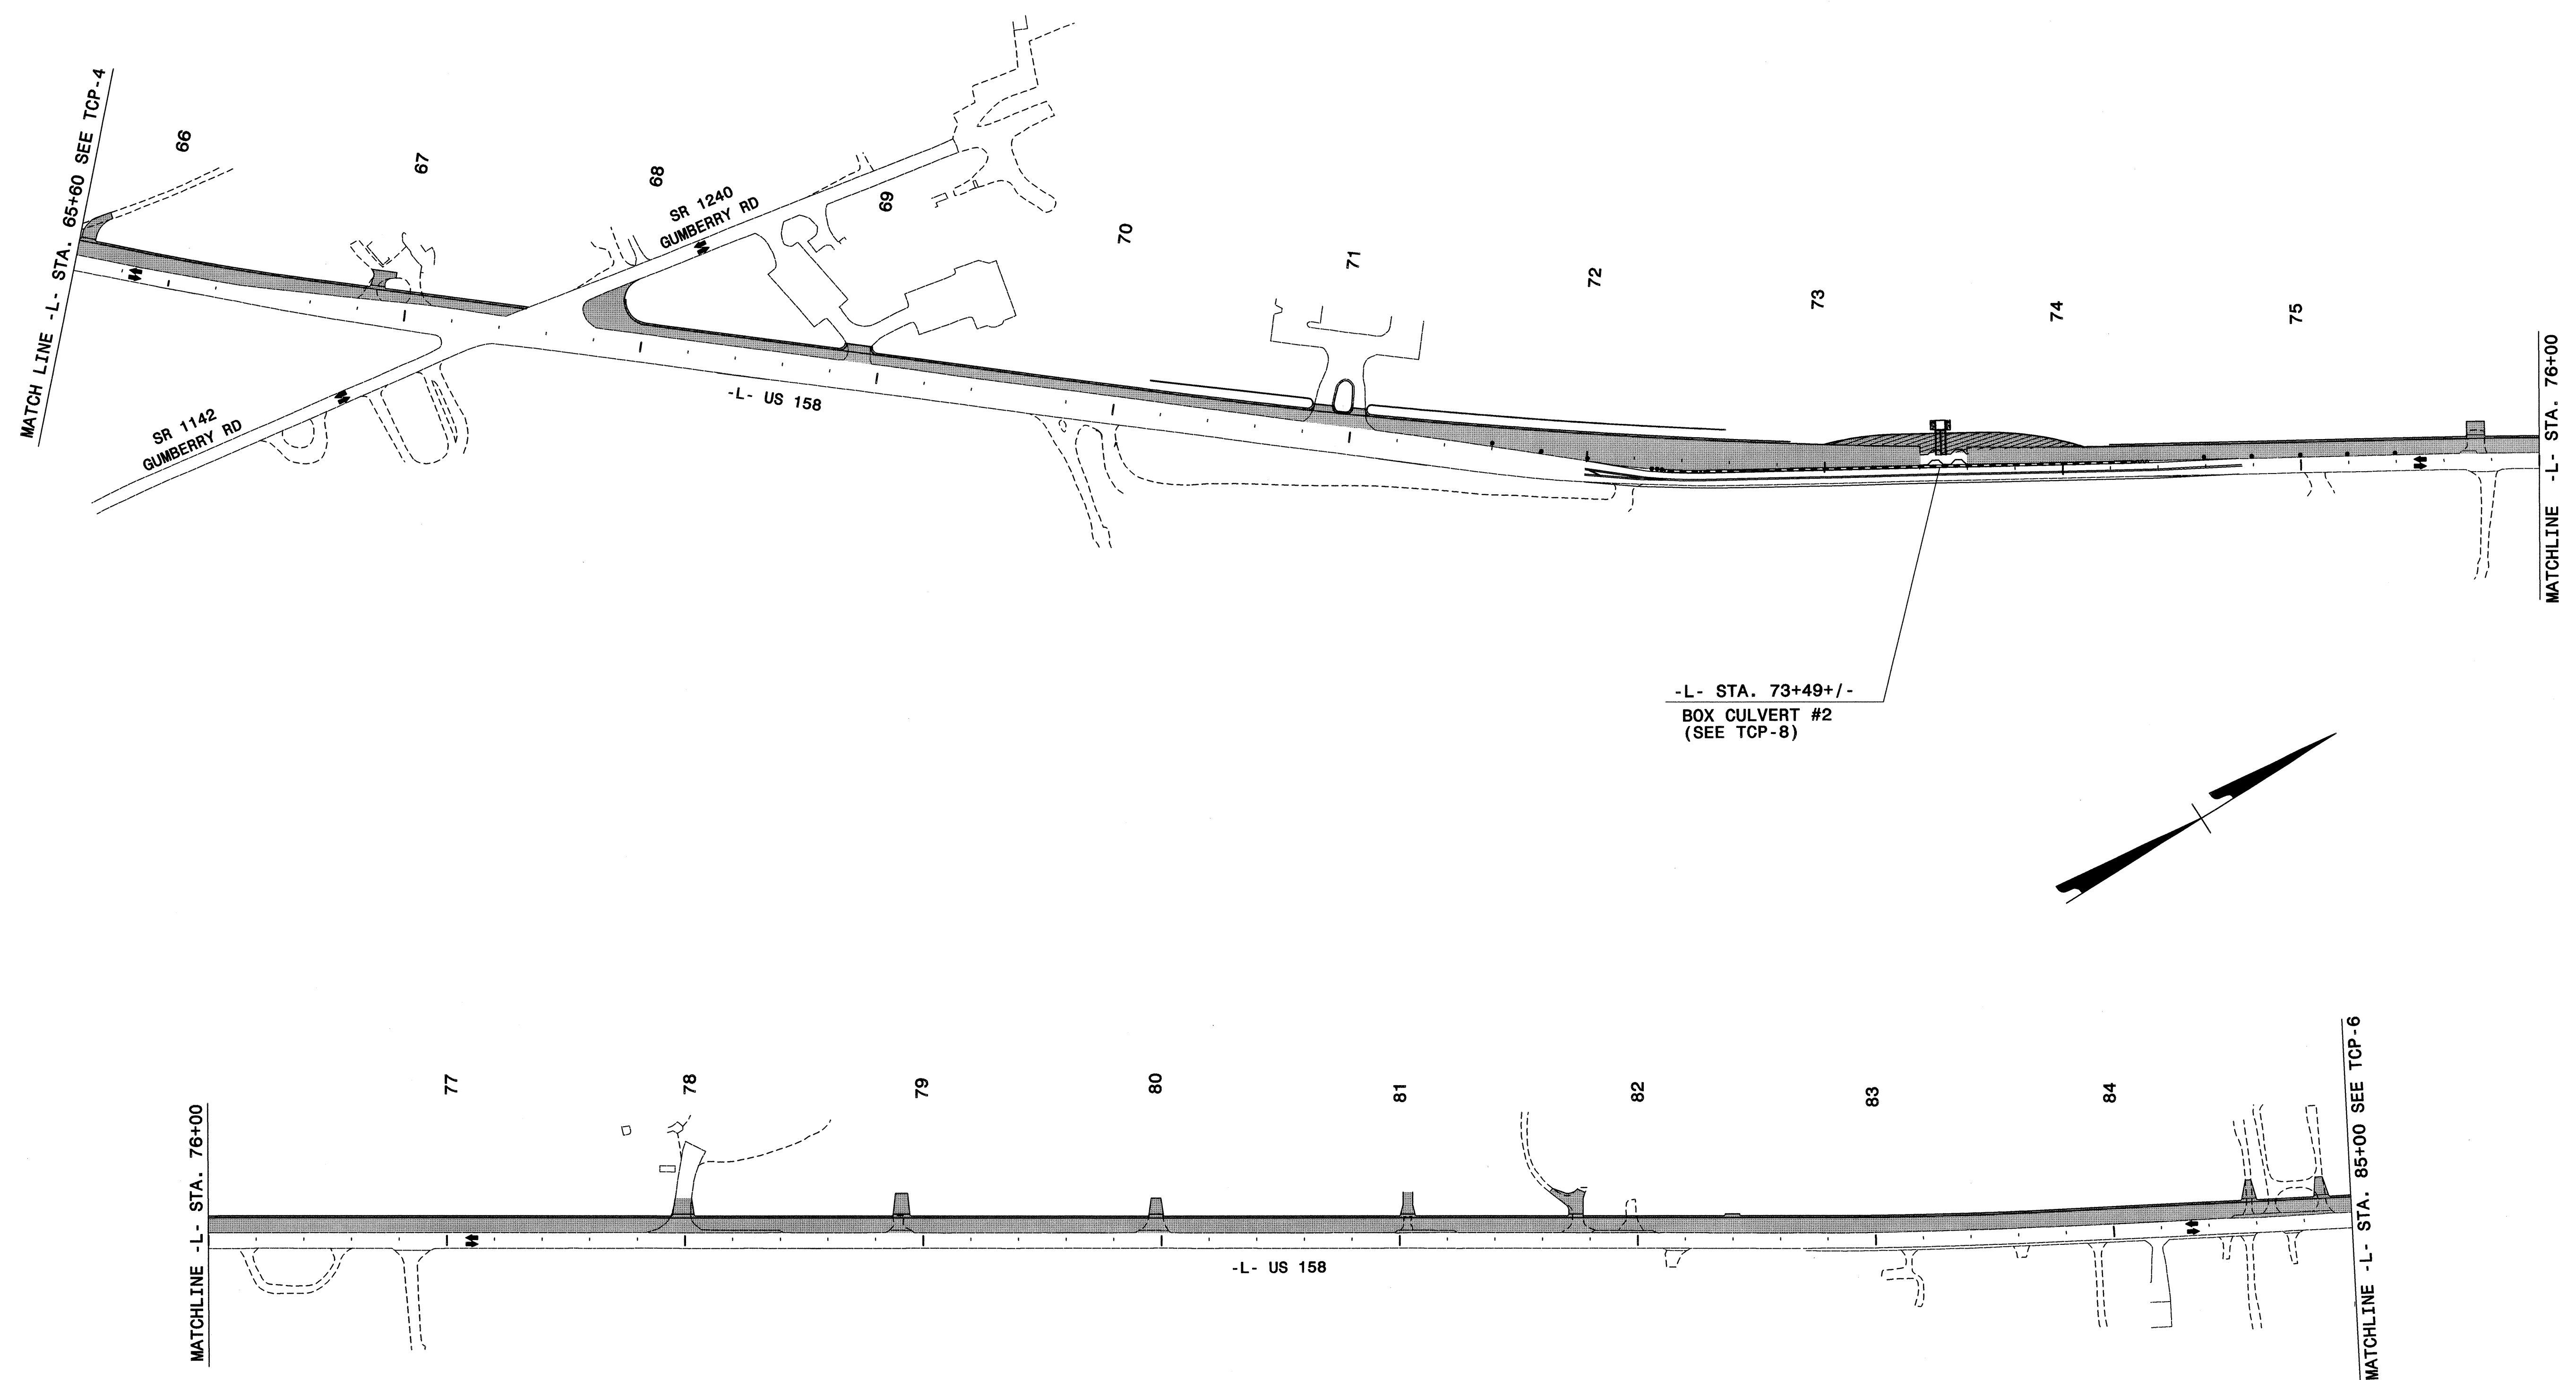 MATCH LINE -L- STA. 65+60 SEE TCP-4
66
67
68
69
70
71
72
73
74
75
SR 1240
GUMBERRY RD
SR 1142
GUMBERRY RD
-L- US 158
MATCHLINE -L- STA. 76+00
-L- STA. 73+49+/-
BOX CULVERT #2
(SEE TCP-8)
MATCHLINE -L- STA. 76+00
77
78
79
80
81
82
83
84
-L- US 158
MATCHLINE -L- STA. 85+00 SEE TCP-6